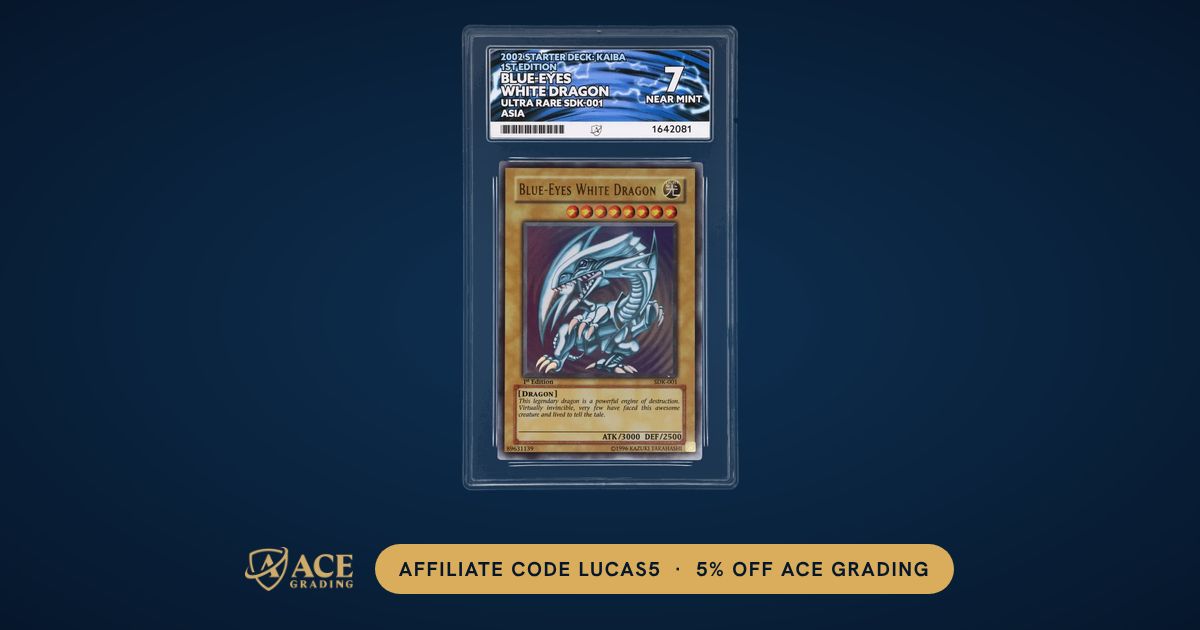 2002 STARTER DECK: KAIBA
1ST EDITION
BLUE-EYES
WHITE DRAGON
ULTRA RARE SDK-001
ASIA
7
NEAR MINT
1642081
BLUE-EYES WHITE DRAGON
光
1st Edition
SDK-001
[DRAGON]
This legendary dragon is a powerful engine of destruction.
Virtually invincible, very few have faced this awesome
creature and lived to tell the tale.
ATK/3000 DEF/2500
89631139
©1996 KAZUKI TAKAHASHI
ACE
GRADING
AFFILIATE CODE LUCAS5 · 5% OFF ACE GRADING